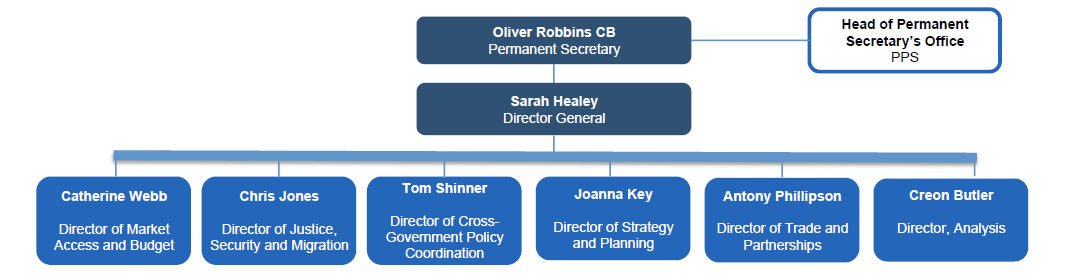 Oliver Robbins CB
Permanent Secretary
Head of Permanent
Secretary's Office
PPS
Sarah Healey
Director General
Catherine Webb
Director of Market
Access and Budget
Chris Jones
Director of Justice,
Security and Migration
Tom Shinner
Director of Cross-
Government Policy
Coordination
Joanna Key
Director of Strategy
and Planning
Antony Phillipson
Director of Trade and
Partnerships
Creon Butler
Director, Analysis